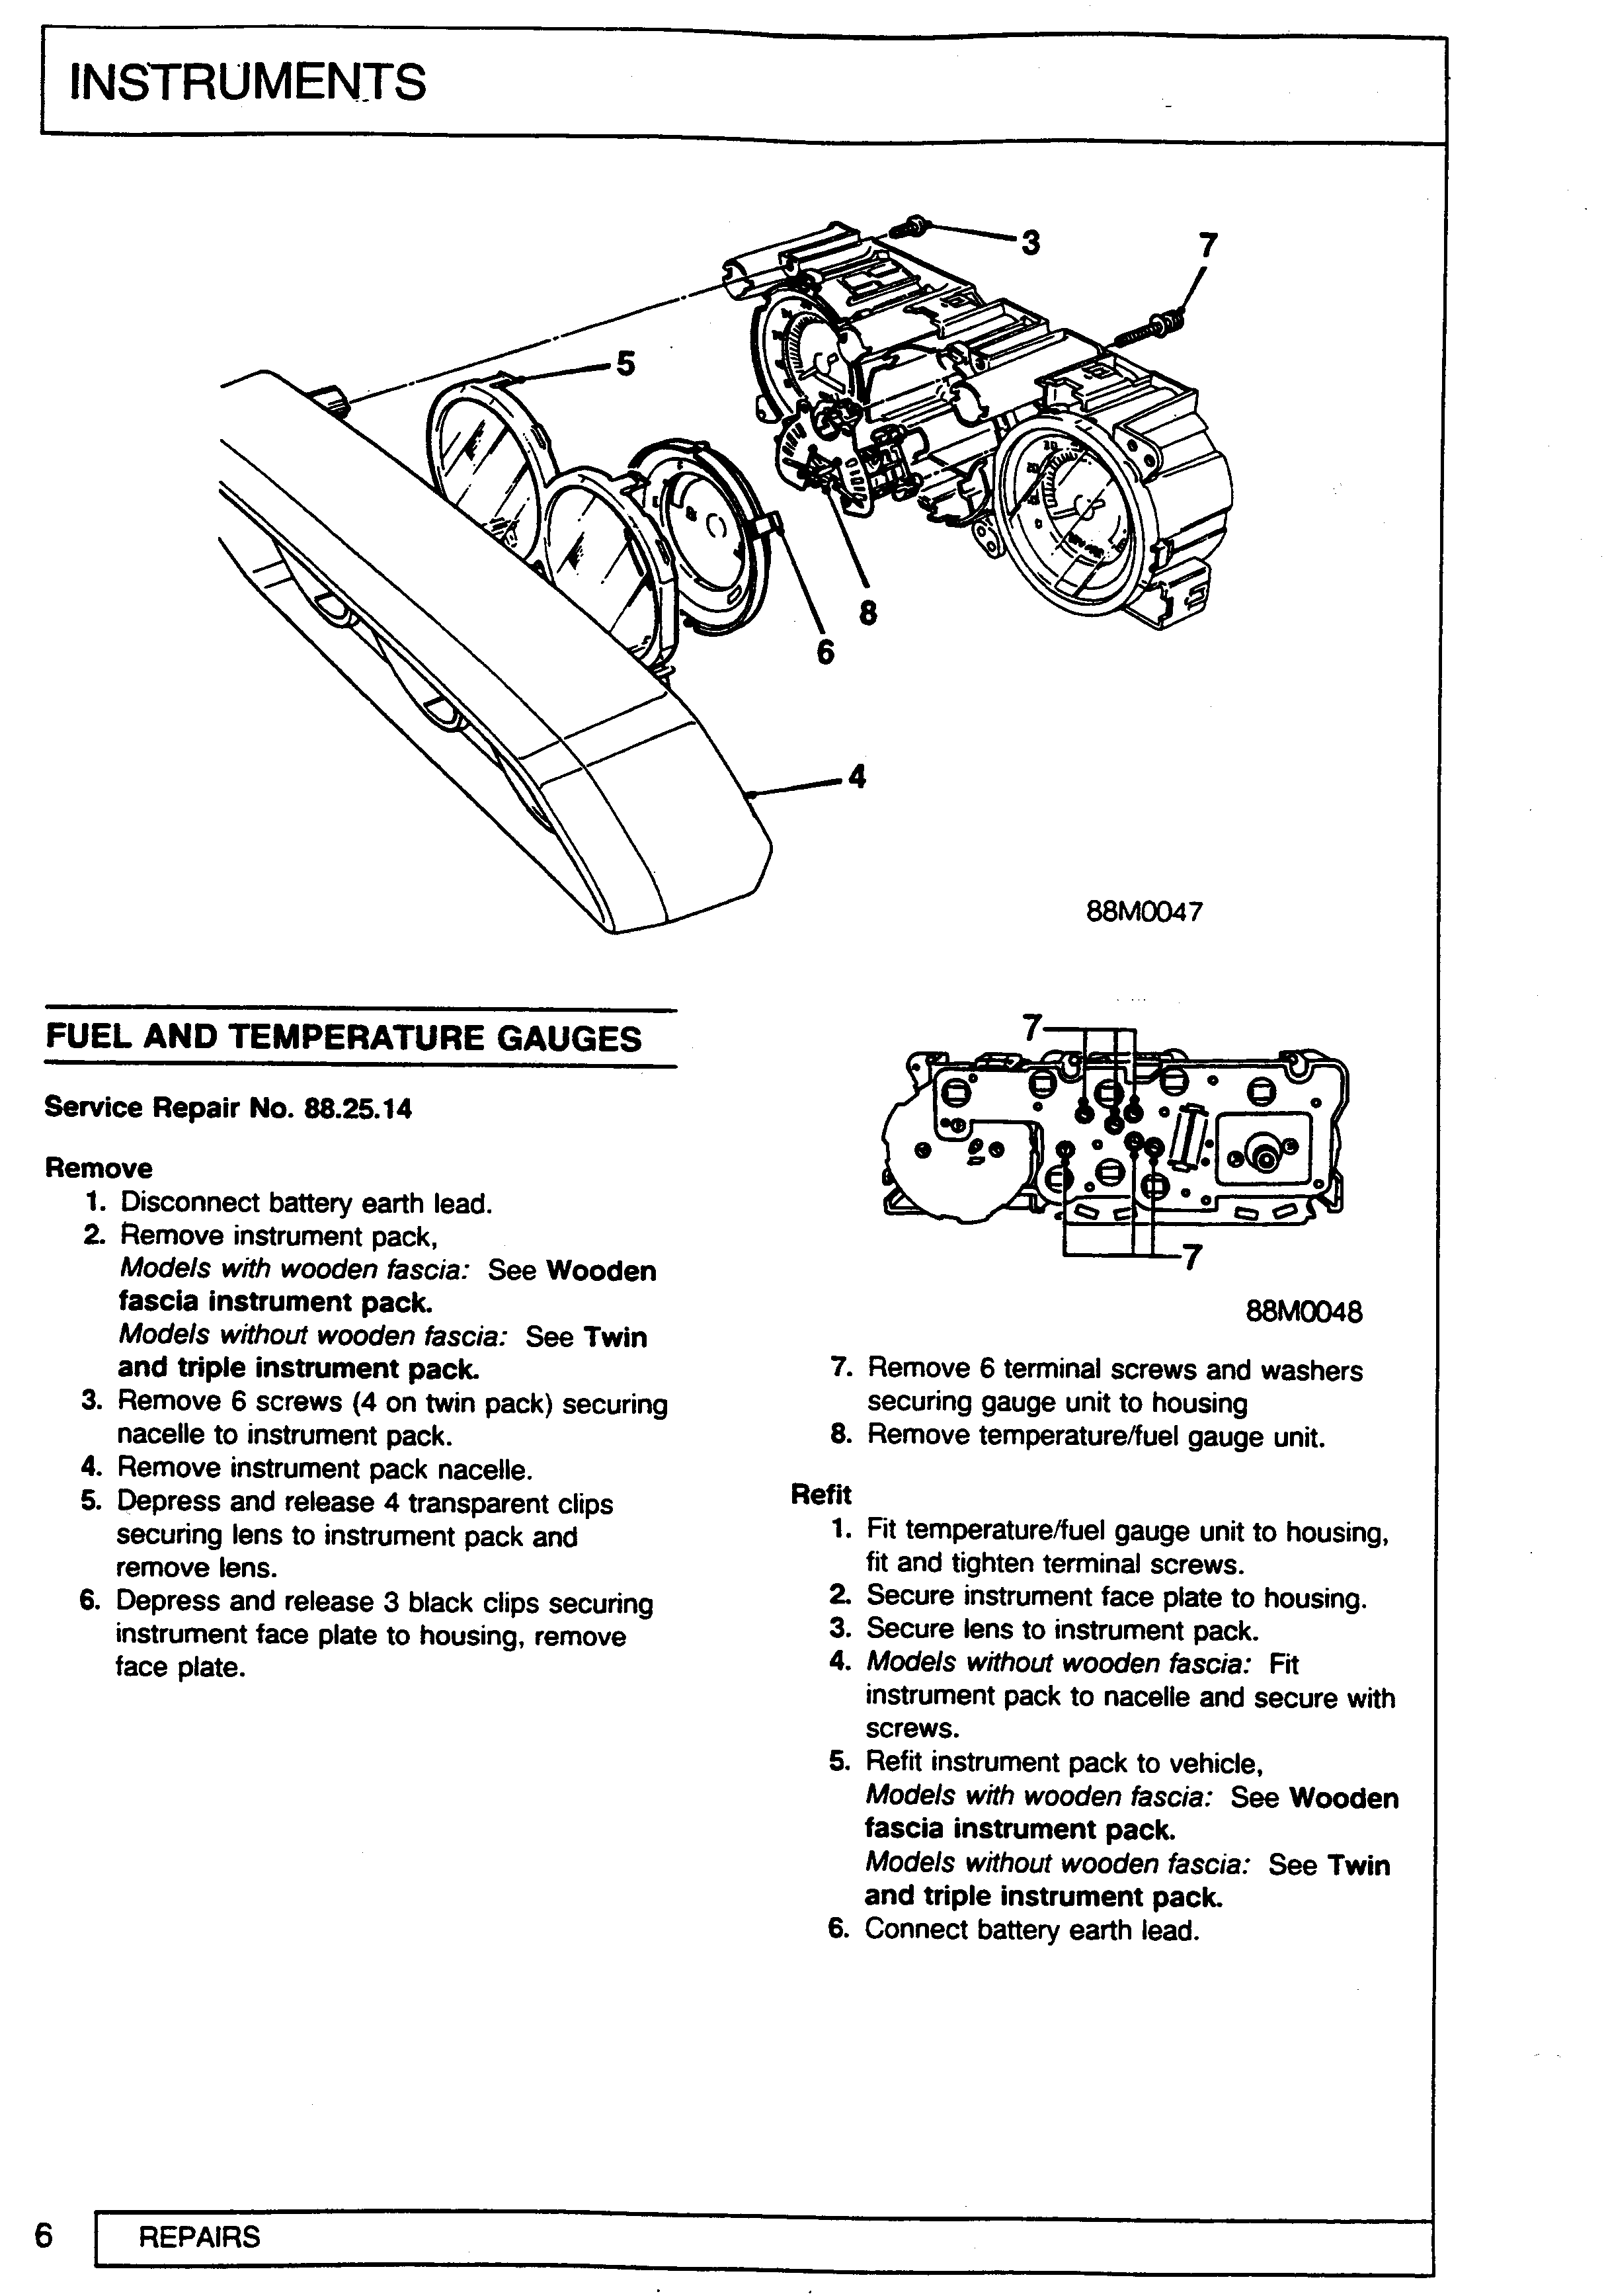 INSTRUMENTS
3
7
5
8
6
4
88M0047
FUEL AND TEMPERATURE GAUGES
Service Repair No. 88.25.14
Remove
1. Disconnect battery earth lead.
2. Remove instrument pack,
Models with wooden fascia: See Wooden
fascia instrument pack.
Models without wooden fascia: See Twin
and triple instrument pack.
3. Remove 6 screws (4 on twin pack) securing
nacelle to instrument pack.
4. Remove instrument pack nacelle.
5. Depress and release 4 transparent clips
securing lens to instrument pack and
remove lens.
6. Depress and release 3 black clips securing
instrument face plate to housing, remove
face plate.
7
7
88M0048
7. Remove 6 terminal screws and washers
securing gauge unit to housing
8. Remove temperature/fuel gauge unit.
Refit
1. Fit temperature/fuel gauge unit to housing,
fit and tighten terminal screws.
2. Secure instrument face plate to housing.
3. Secure lens to instrument pack.
4. Models without wooden fascia: Fit
instrument pack to nacelle and secure with
screws.
5. Refit instrument pack to vehicle,
Models with wooden fascia: See Wooden
fascia instrument pack.
Models without wooden fascia: See Twin
and triple instrument pack.
6. Connect battery earth lead.
6
REPAIRS